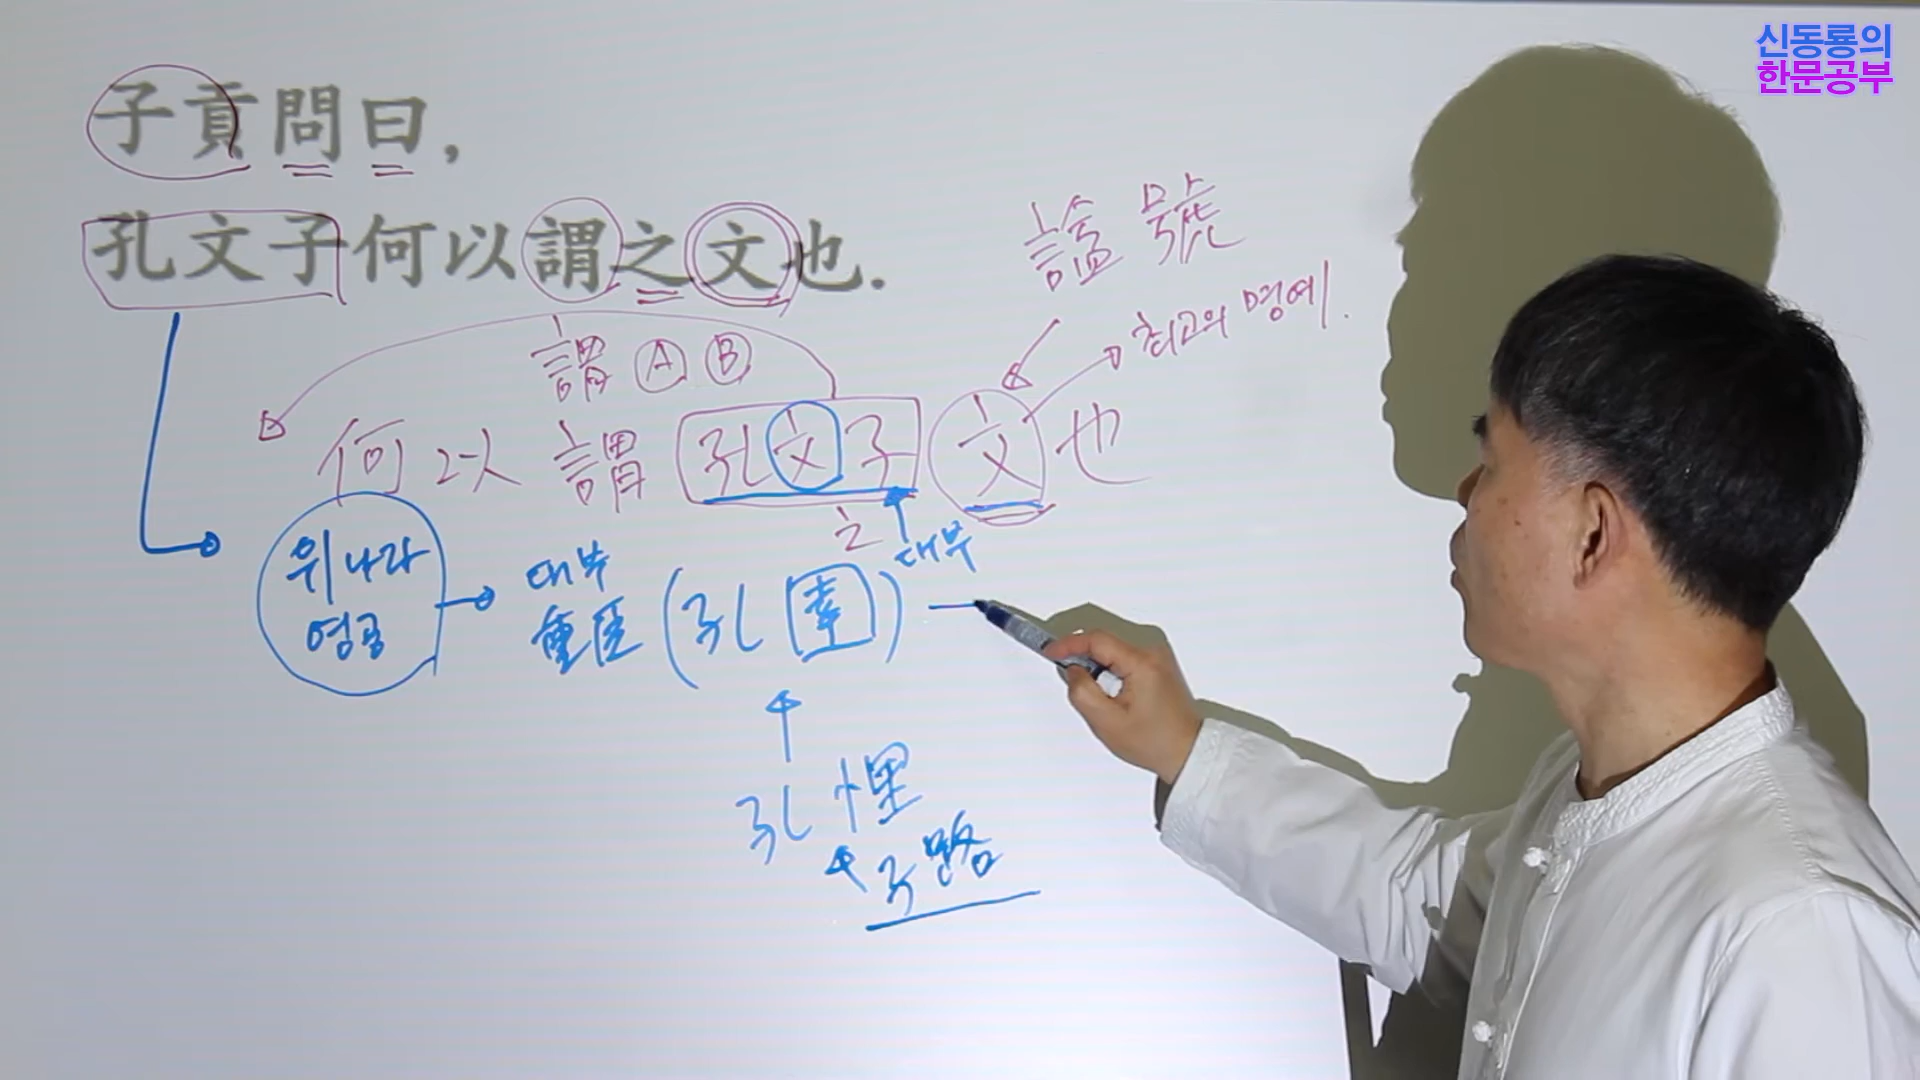 신동룡의
한문공부
子貢問曰,
孔文子何以謂之文也.
諡號
최고의 명예.
謂 A B
何以謂 孔文子 文也
之
대부
위나라
영공
대부
重臣 (孔圉)
孔悝
子路